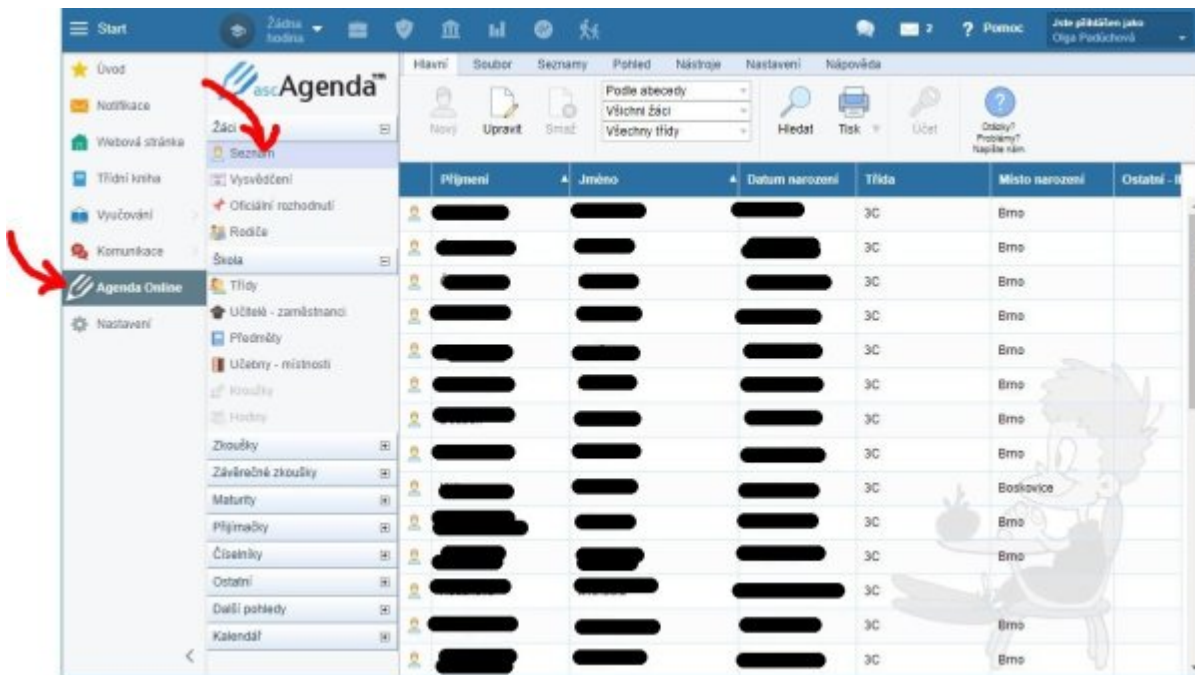 Start
Žádná
hodina
2
? Pomoc
Jste přihlášen jako
Olga Padúchová
Úvod
Notifikace
Webová stránka
Třídní kniha
Vyučování
Komunikace
Agenda Online
Nastavení
ascAgenda™
Žáci
Seznam
Vysvědčení
Oficiální rozhodnutí
Rodiče
Škola
Třídy
Učitelé - zaměstnanci
Předměty
Učebny - místnosti
Kroužky
Hodiny
Zkoušky
Závěrečné zkoušky
Maturity
Přijímačky
Číselníky
Ostatní
Další pohledy
Kalendář
Hlavní Soubor Seznamy Pohled Nástroje Nastavení Nápověda
Nový Upravit Smaž
Podle abecedy
Všichni žáci
Všechny třídy
Hledat Tisk Účet
Otázky?
Problémy?
Napište nám
Příjmení Jméno Datum narození Třída Místo narození Ostatní -
3C Brno
3C Brno
3C Brno
3C Brno
3C Brno
3C Brno
3C Brno
3C Brno
3C Boskovice
3C Brno
3C Brno
3C
3C Brno
3C Brno